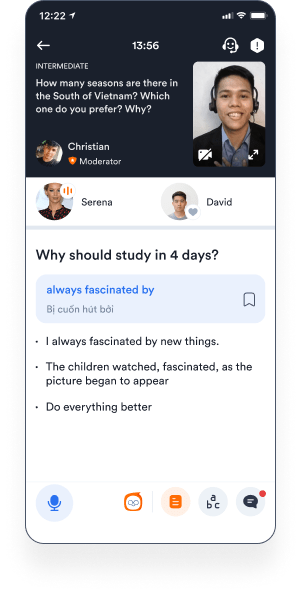 12:22
13:56
INTERMEDIATE
How many seasons are there in
the South of Vietnam? Which
one do you prefer? Why?
Christian
Moderator
Serena
David
Why should study in 4 days?
always fascinated by
Bị cuốn hút bởi
· I always fascinated by new things.
· The children watched, fascinated, as the
picture began to appear
· Do everything better
a
b c